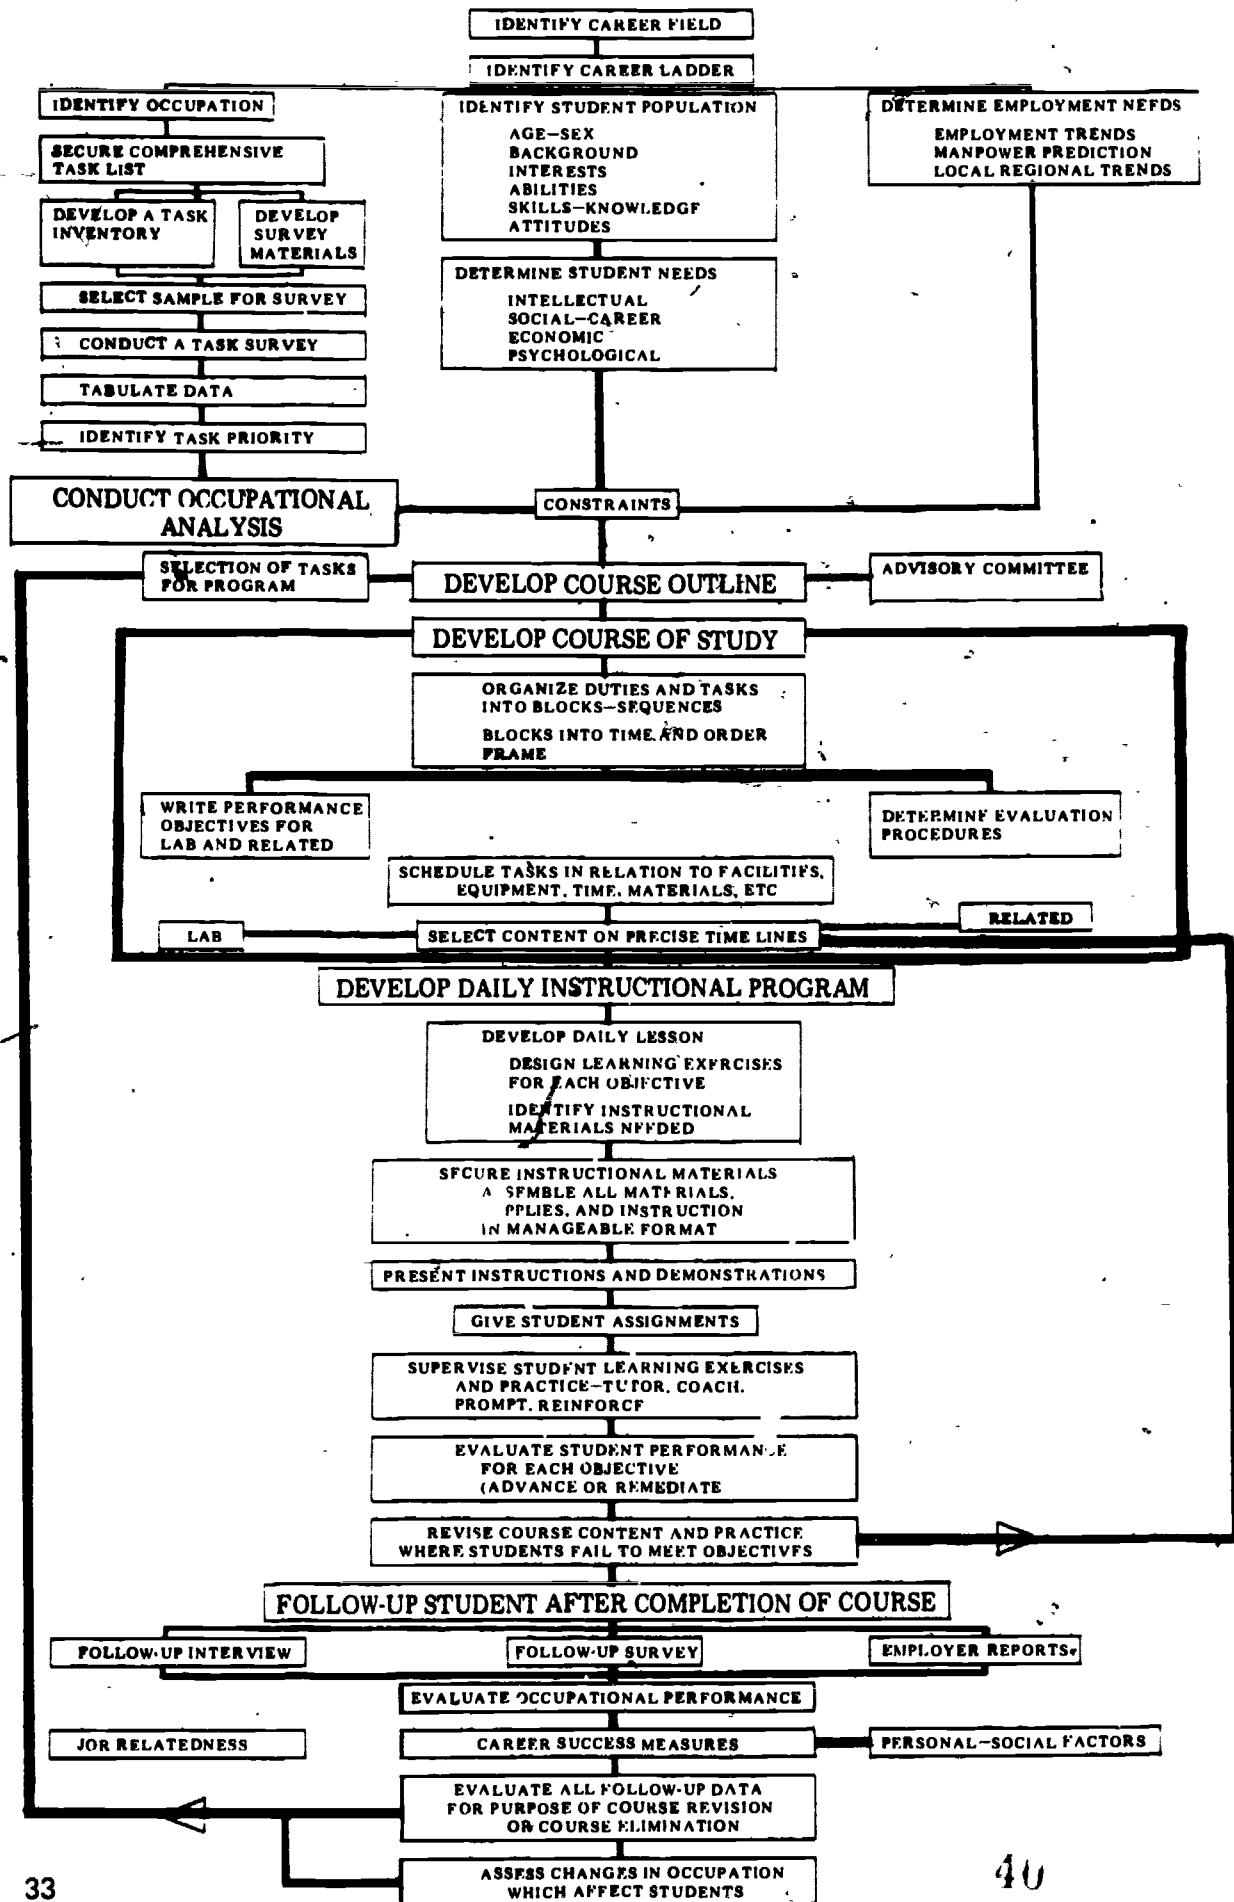 IDENTIFY CAREER FIELD
IDENTIFY CAREER LADDER
IDENTIFY OCCUPATION
SECURE COMPREHENSIVE
TASK LIST
DEVELOP A TASK
INVENTORY
DEVELOP
SURVEY
MATERIALS
SELECT SAMPLE FOR SURVEY
CONDUCT A TASK SURVEY
TABULATE DATA
IDENTIFY TASK PRIORITY
CONDUCT OCCUPATIONAL
ANALYSIS
IDENTIFY STUDENT POPULATION
AGE—SEX
BACKGROUND
INTERESTS
ABILITIES
SKILLS—KNOWLEDGE
ATTITUDES
DETERMINE STUDENT NEEDS
INTELLECTUAL
SOCIAL—CAREER
ECONOMIC
PSYCHOLOGICAL
DETERMINE EMPLOYMENT NEEDS
EMPLOYMENT TRENDS
MANPOWER PREDICTION
LOCAL REGIONAL TRENDS
CONSTRAINTS
SELECTION OF TASKS
FOR PROGRAM
DEVELOP COURSE OUTLINE
ADVISORY COMMITTEE
DEVELOP COURSE OF STUDY
ORGANIZE DUTIES AND TASKS
INTO BLOCKS—SEQUENCES
BLOCKS INTO TIME AND ORDER
FRAME
WRITE PERFORMANCE
OBJECTIVES FOR
LAB AND RELATED
DETERMINE EVALUATION
PROCEDURES
SCHEDULE TASKS IN RELATION TO FACILITIES,
EQUIPMENT, TIME, MATERIALS, ETC
LAB
SELECT CONTENT ON PRECISE TIME LINES
RELATED
DEVELOP DAILY INSTRUCTIONAL PROGRAM
DEVELOP DAILY LESSON
DESIGN LEARNING EXERCISES
FOR EACH OBJECTIVE
IDENTIFY INSTRUCTIONAL
MATERIALS NEEDED
SECURE INSTRUCTIONAL MATERIALS
A SEMBLE ALL MATERIALS,
PPLIES, AND INSTRUCTION
IN MANAGEABLE FORMAT
PRESENT INSTRUCTIONS AND DEMONSTRATIONS
GIVE STUDENT ASSIGNMENTS
SUPERVISE STUDENT LEARNING EXERCISES
AND PRACTICE—TUTOR, COACH,
PROMPT, REINFORCE
EVALUATE STUDENT PERFORMANCE
FOR EACH OBJECTIVE
(ADVANCE OR REMEDIATE
REVISE COURSE CONTENT AND PRACTICE
WHERE STUDENTS FAIL TO MEET OBJECTIVES
FOLLOW-UP STUDENT AFTER COMPLETION OF COURSE
FOLLOW-UP INTERVIEW
FOLLOW-UP SURVEY
EMPLOYER REPORTS
EVALUATE OCCUPATIONAL PERFORMANCE
JOB RELATEDNESS
CAREER SUCCESS MEASURES
PERSONAL—SOCIAL FACTORS
EVALUATE ALL FOLLOW-UP DATA
FOR PURPOSE OF COURSE REVISION
OR COURSE ELIMINATION
ASSESS CHANGES IN OCCUPATION
WHICH AFFECT STUDENTS
33
40